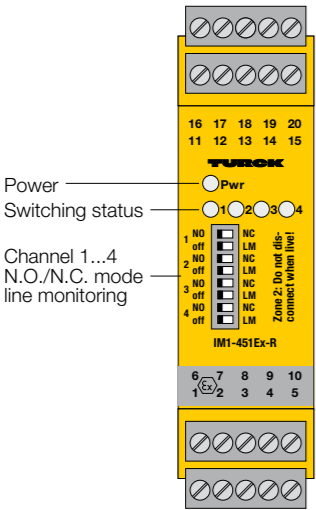 16 17 18 19 20
11 12 13 14 15
TURCK
Power
Pwr
Switching status
1 2 3 4
Channel 1...4
N.O./N.C. mode
line monitoring
1 NO NC
off LM
2 NO NC
off LM
3 NO NC
off LM
4 NO NC
off LM
Zone 2: Do not dis-
connect when live!
IM1-451Ex-R
6 7 8 9 10
Ex
1 2 3 4 5